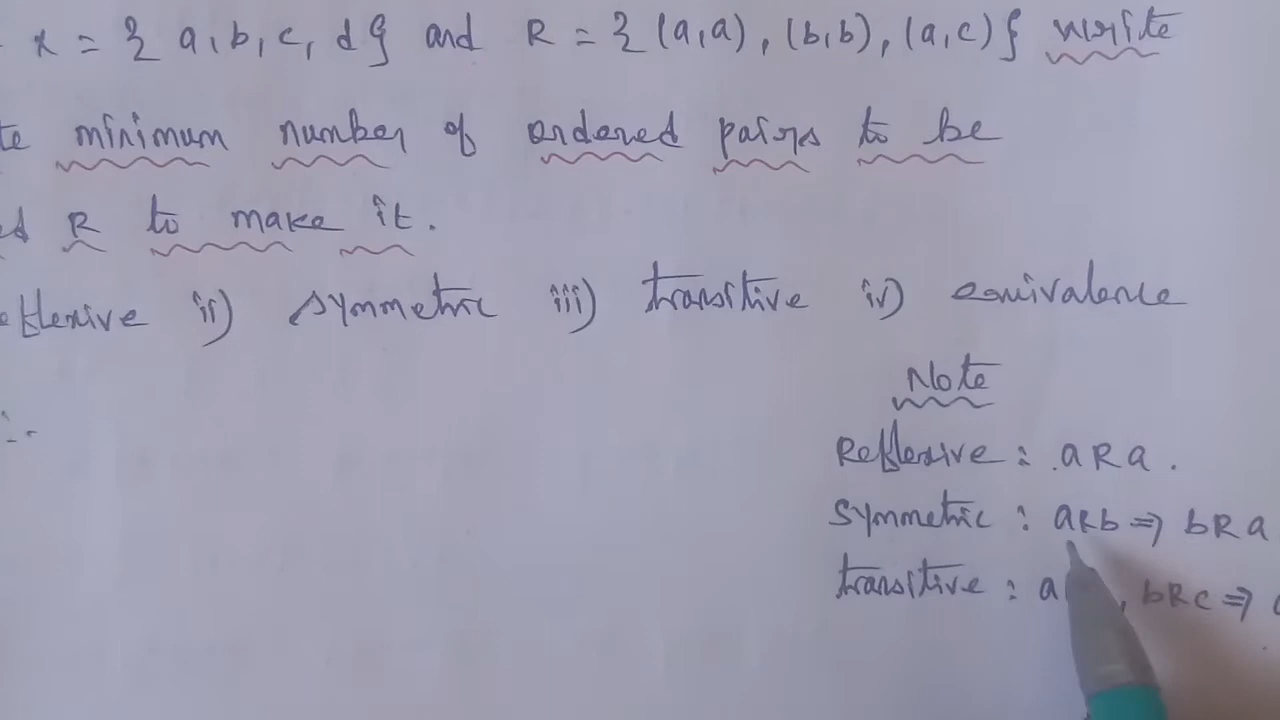 x = { a, b, c, d } and R = { (a,a), (b,b), (a,c) } write
minimum number of ordered pairs to be
R to make it.
eflexive ii) symmetric iii) transitive iv) equivalence
Note
Reflexive : aRa.
:-
Symmetric : aRb ⇒ bRa
transitive : a , bRc ⇒